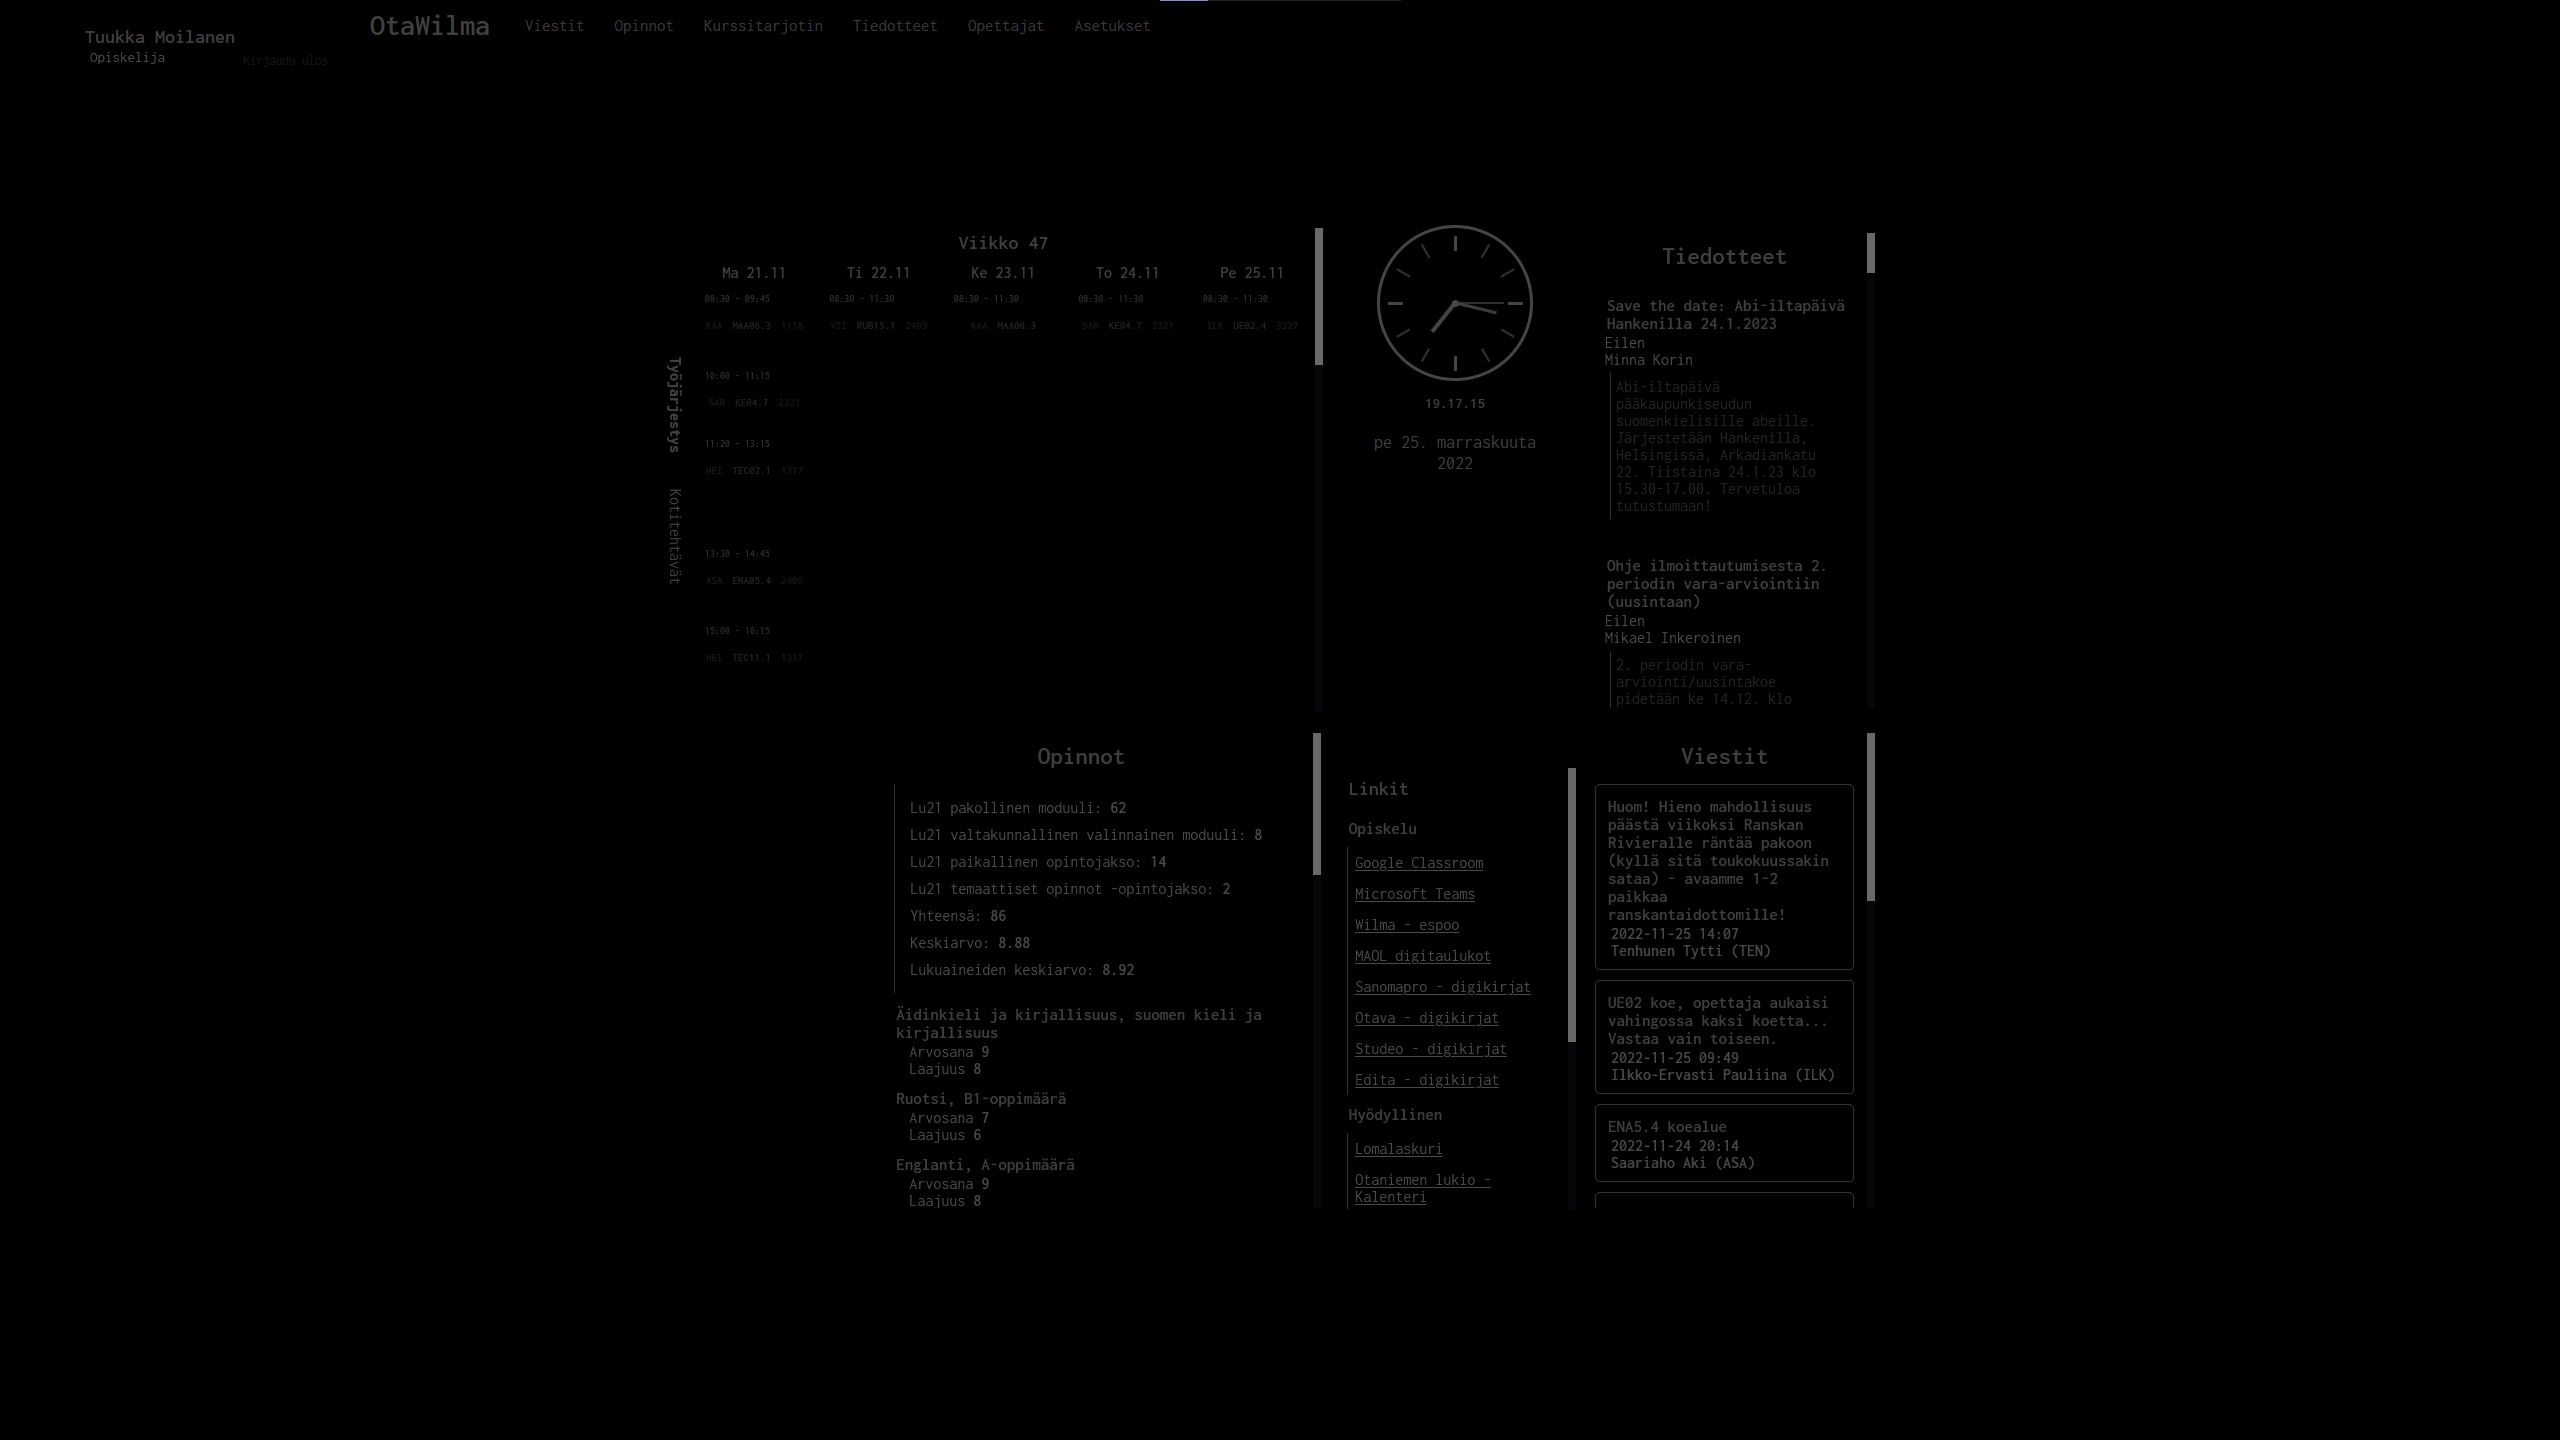 Tuukka Moilanen
Opiskelija
Kirjaudu ulos
OtaWilma
Viestit
Opinnot
Kurssitarjotin
Tiedotteet
Opettajat
Asetukset
Työjärjestys
Kotitehtävät
Viikko 47
Ma 21.11
08:30 - 09:45
KAA MAA06.3 1118
10:00 - 11:15
SAR KE04.7 2321
11:20 - 13:15
HEI TEC02.1 1317
13:30 - 14:45
ASA ENA05.4 2409
15:00 - 16:15
HEI TEC11.1 1317
Ti 22.11
08:30 - 11:30
VII RUB15.1 2409
Ke 23.11
08:30 - 11:30
KAA MAA06.3
To 24.11
08:30 - 11:30
SAR KE04.7 2321
Pe 25.11
08:30 - 11:30
ILK UE02.4 3227
19.17.15
pe 25. marraskuuta
2022
Tiedotteet
Save the date: Abi-iltapäivä
Hankenilla 24.1.2023
Eilen
Minna Korin
Abi-iltapäivä
pääkaupunkiseudun
suomenkielisille abeille.
Järjestetään Hankenilla,
Helsingissä, Arkadiankatu
22. Tiistaina 24.1.23 klo
15.30-17.00. Tervetuloa
tutustumaan!
Ohje ilmoittautumisesta 2.
periodin vara-arviointiin
(uusintaan)
Eilen
Mikael Inkeroinen
2. periodin vara-
arviointi/uusintakoe
pidetään ke 14.12. klo
Opinnot
Lu21 pakollinen moduuli: 62
Lu21 valtakunnallinen valinnainen moduuli: 8
Lu21 paikallinen opintojakso: 14
Lu21 temaattiset opinnot -opintojakso: 2
Yhteensä: 86
Keskiarvo: 8.88
Lukuaineiden keskiarvo: 8.92
Äidinkieli ja kirjallisuus, suomen kieli ja
kirjallisuus
Arvosana 9
Laajuus 8
Ruotsi, B1-oppimäärä
Arvosana 7
Laajuus 6
Englanti, A-oppimäärä
Arvosana 9
Laajuus 8
Linkit
Opiskelu
Google Classroom
Microsoft Teams
Wilma - espoo
MAOL digitaulukot
Sanomapro - digikirjat
Otava - digikirjat
Studeo - digikirjat
Edita - digikirjat
Hyödyllinen
Lomalaskuri
Otaniemen lukio -
Kalenteri
Viestit
Huom! Hieno mahdollisuus
päästä viikoksi Ranskan
Rivieralle räntää pakoon
(kyllä sitä toukokuussakin
sataa) - avaamme 1-2
paikkaa
ranskantaidottomille!
2022-11-25 14:07
Tenhunen Tytti (TEN)
UE02 koe, opettaja aukaisi
vahingossa kaksi koetta...
Vastaa vain toiseen.
2022-11-25 09:49
Ilkko-Ervasti Pauliina (ILK)
ENA5.4 koealue
2022-11-24 20:14
Saariaho Aki (ASA)